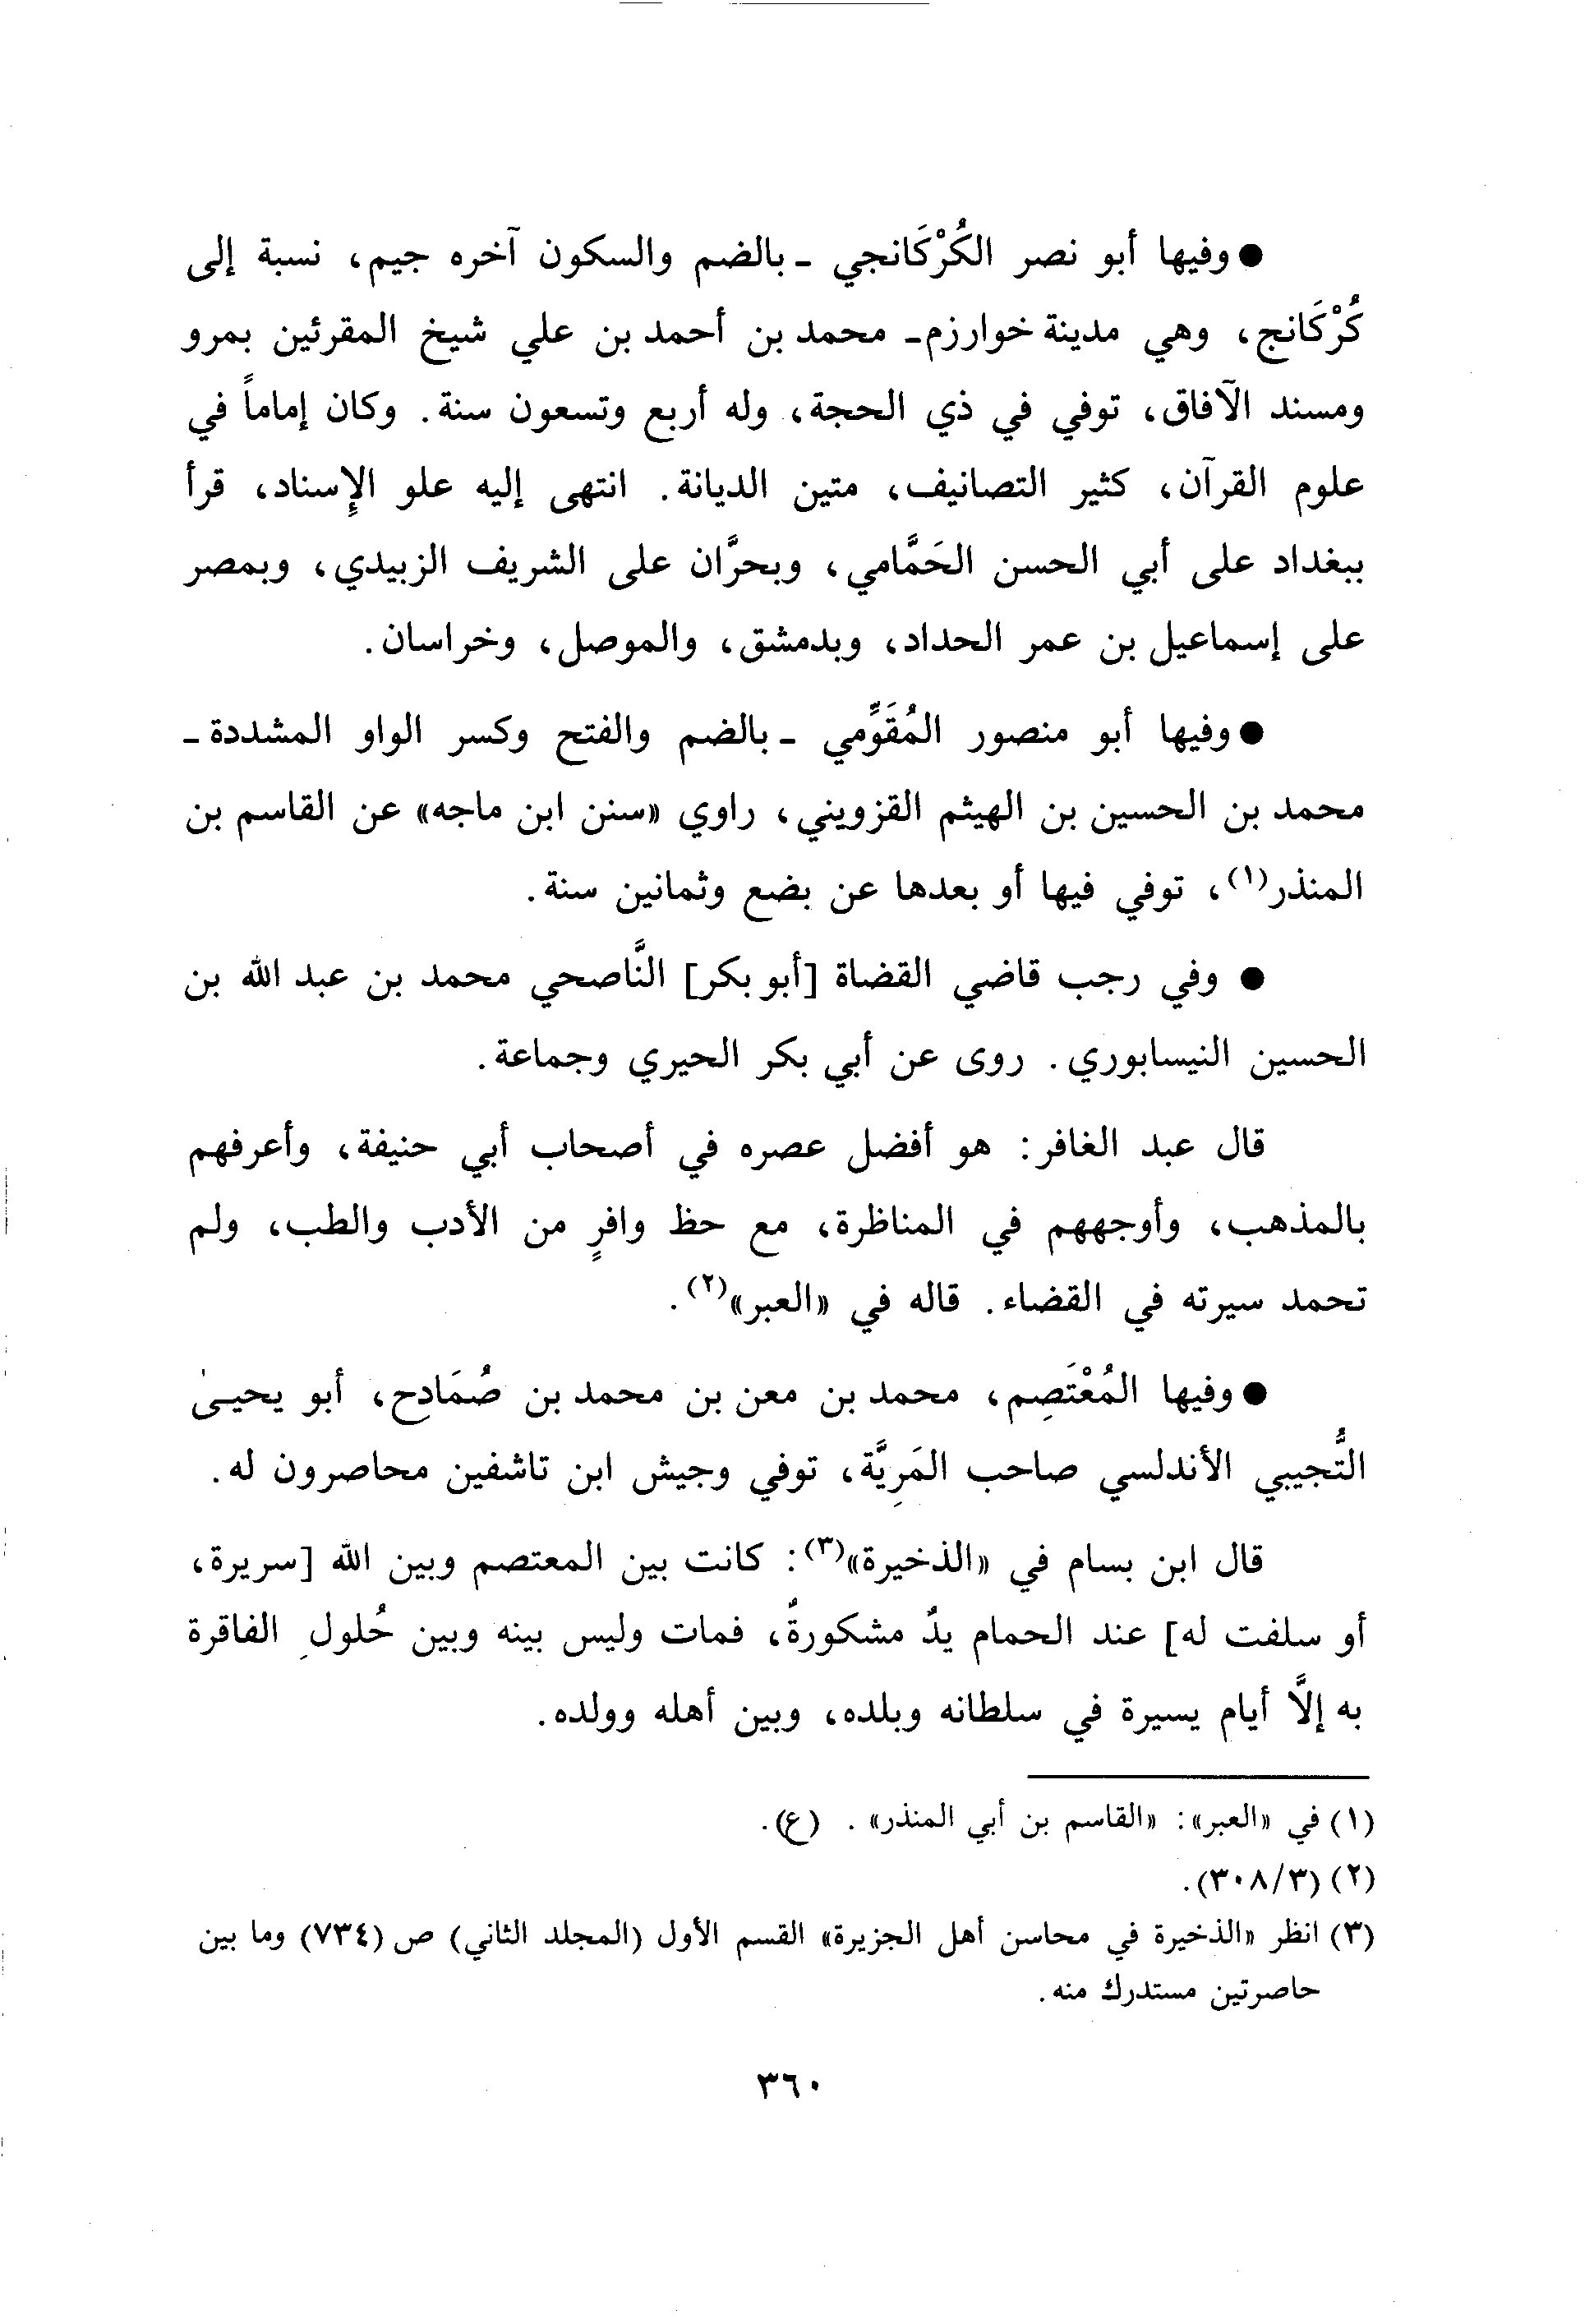 ● وفيها أبو نصر الكُرْكَانجي ـ بالضم والسكون آخره جيم، نسبة إلى
كُرْكَانج، وهي مدينة خوارزم ـ محمد بن أحمد بن علي شيخ المقرئين بمرو
ومسند الآفاق، توفي في ذي الحجة، وله أربع وتسعون سنة. وكان إماماً في
علوم القرآن، كثير التصانيف، متين الديانة. انتهى إليه علو الإِسناد، قرأ
ببغداد على أبي الحسن الحَمَّامي، وبحرَّان على الشريف الزبيدي، وبمصر
على إسماعيل بن عمر الحداد، وبدمشق، والموصل، وخراسان.
● وفيها أبو منصور المُقَوِّمي ـ بالضم والفتح وكسر الواو المشددة ـ
محمد بن الحسين بن الهيثم القزويني، راوي «سنن ابن ماجه» عن القاسم بن
المنذر(١)، توفي فيها أو بعدها عن بضع وثمانين سنة.
● وفي رجب قاضي القضاة [أبو بكر] النَّاصحي محمد بن عبد الله بن
الحسين النيسابوري. روى عن أبي بكر الحيري وجماعة.
قال عبد الغافر: هو أفضل عصره في أصحاب أبي حنيفة، وأعرفهم
بالمذهب، وأوجههم في المناظرة، مع حظ وافرٍ من الأدب والطب، ولم
تحمد سيرته في القضاء. قاله في «العبر»(٢).
● وفيها المُعْتَصِم، محمد بن معن بن محمد بن صُمَادح، أبو يحيىٰ
التُّجيبي الأندلسي صاحب المَرِيَّة، توفي وجيش ابن تاشفين محاصرون له.
قال ابن بسام في «الذخيرة»(٣): كانت بين المعتصم وبين الله [سريرة،
أو سلفت له] عند الحمام يدٌ مشكورةٌ، فمات وليس بينه وبين حُلولِ الفاقرة
به إلَّا أيام يسيرة في سلطانه وبلده، وبين أهله وولده.
(١) في «العبر»: «القاسم بن أبي المنذر». (ع).
(٢) (٣٠٨/٣).
(٣) انظر «الذخيرة في محاسن أهل الجزيرة» القسم الأول (المجلد الثاني) ص (٧٣٤) وما بين
حاصرتين مستدرك منه.
٣٦٠